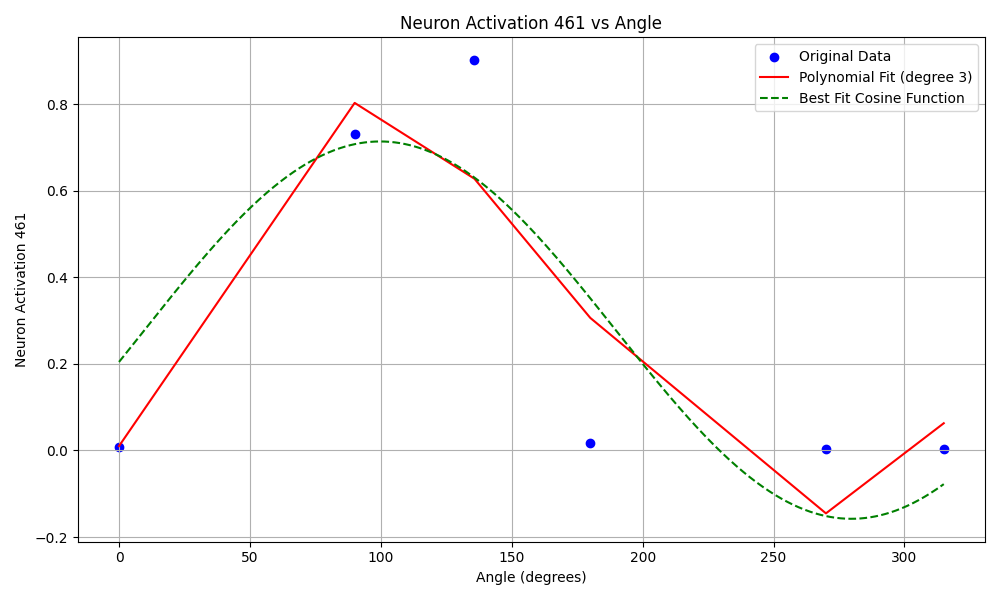 Neuron Activation 461 vs Angle
Original Data
Polynomial Fit (degree 3)
Best Fit Cosine Function
Neuron Activation 461
0.8
0.6
0.4
0.2
0.0
−0.2
0
50
100
150
200
250
300
Angle (degrees)